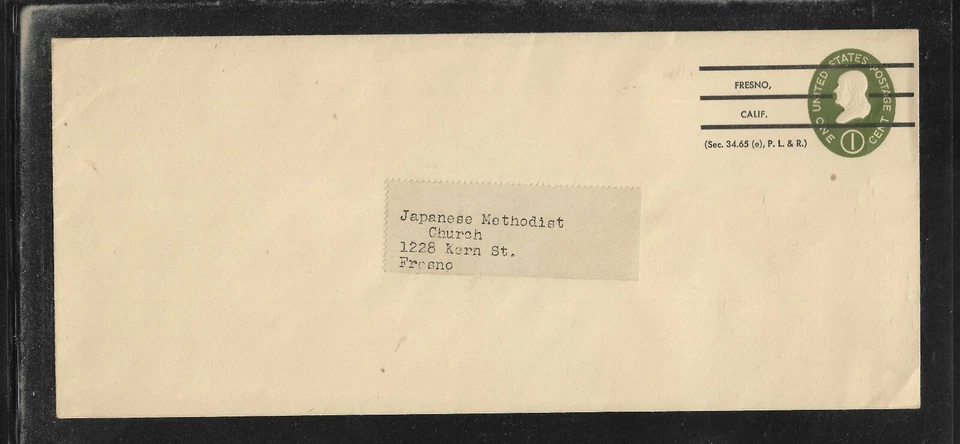 UNITED STATES POSTAGE
ONE CENT
1
FRESNO,
CALIF.
(Sec. 34.65 (e), P. L. & R.)
Japanese Methodist
Church
1228 Kern St.
Fresno